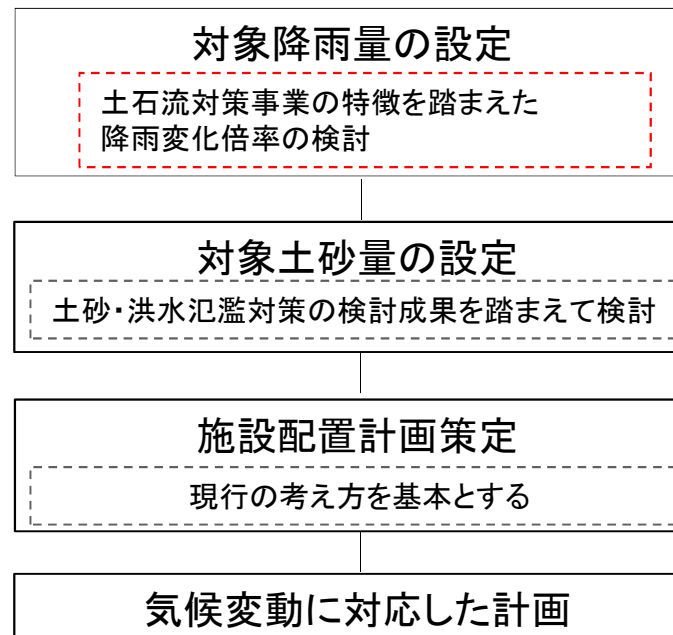 対象降雨量の設定
土石流対策事業の特徴を踏まえた
降雨変化倍率の検討
対象土砂量の設定
土砂・洪水氾濫対策の検討成果を踏まえて検討
施設配置計画策定
現行の考え方を基本とする
気候変動に対応した計画